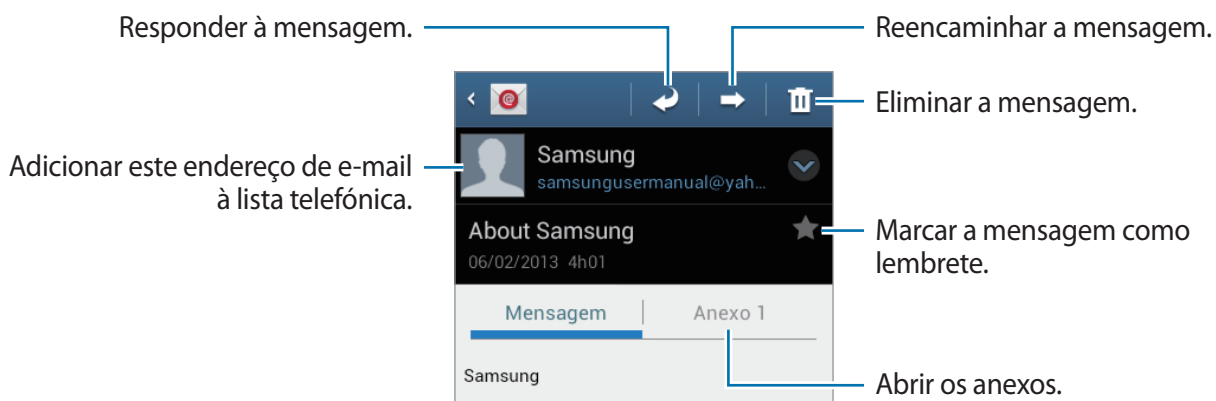 Responder à mensagem.
Reencaminhar a mensagem.
Eliminar a mensagem.
Adicionar este endereço de e-mail
à lista telefónica.
Samsung
samsungusermanual@yah...
About Samsung
06/02/2013 4h01
Marcar a mensagem como
lembrete.
Mensagem
Anexo 1
Samsung
Abrir os anexos.